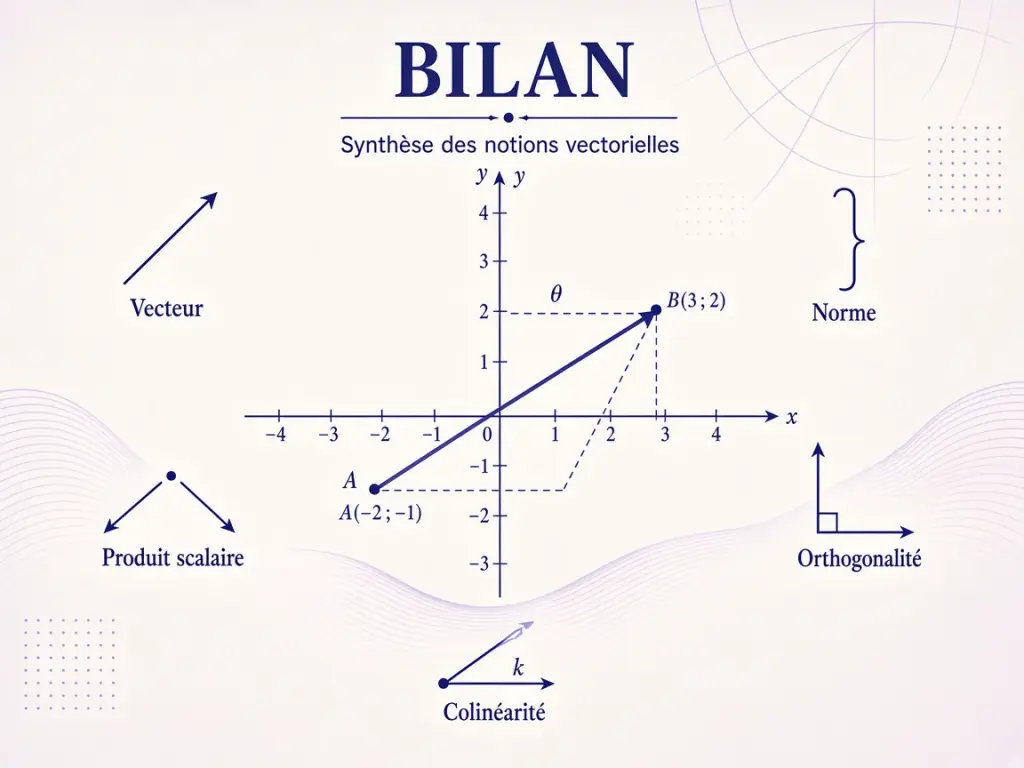 BILAN
Synthèse des notions vectorielles
y y
4
3
2
1
θ
B(3 ; 2)
−4 −3 −2 −1 0 1 2 3 4 x
−1
−2
−3
A
A(−2 ; −1)
Vecteur
Norme
Produit scalaire
Orthogonalité
k
Colinéarité